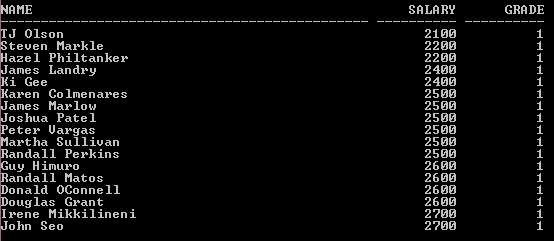 NAME SALARY GRADE
-------------------------------------------------- ---------- ----------
TJ Olson 2100 1
Steven Markle 2200 1
Hazel Philtanker 2200 1
James Landry 2400 1
Ki Gee 2400 1
Karen Colmenares 2500 1
James Marlow 2500 1
Joshua Patel 2500 1
Peter Vargas 2500 1
Martha Sullivan 2500 1
Randall Perkins 2500 1
Guy Himuro 2600 1
Randall Matos 2600 1
Donald OConnell 2600 1
Douglas Grant 2600 1
Irene Mikkilineni 2700 1
John Seo 2700 1